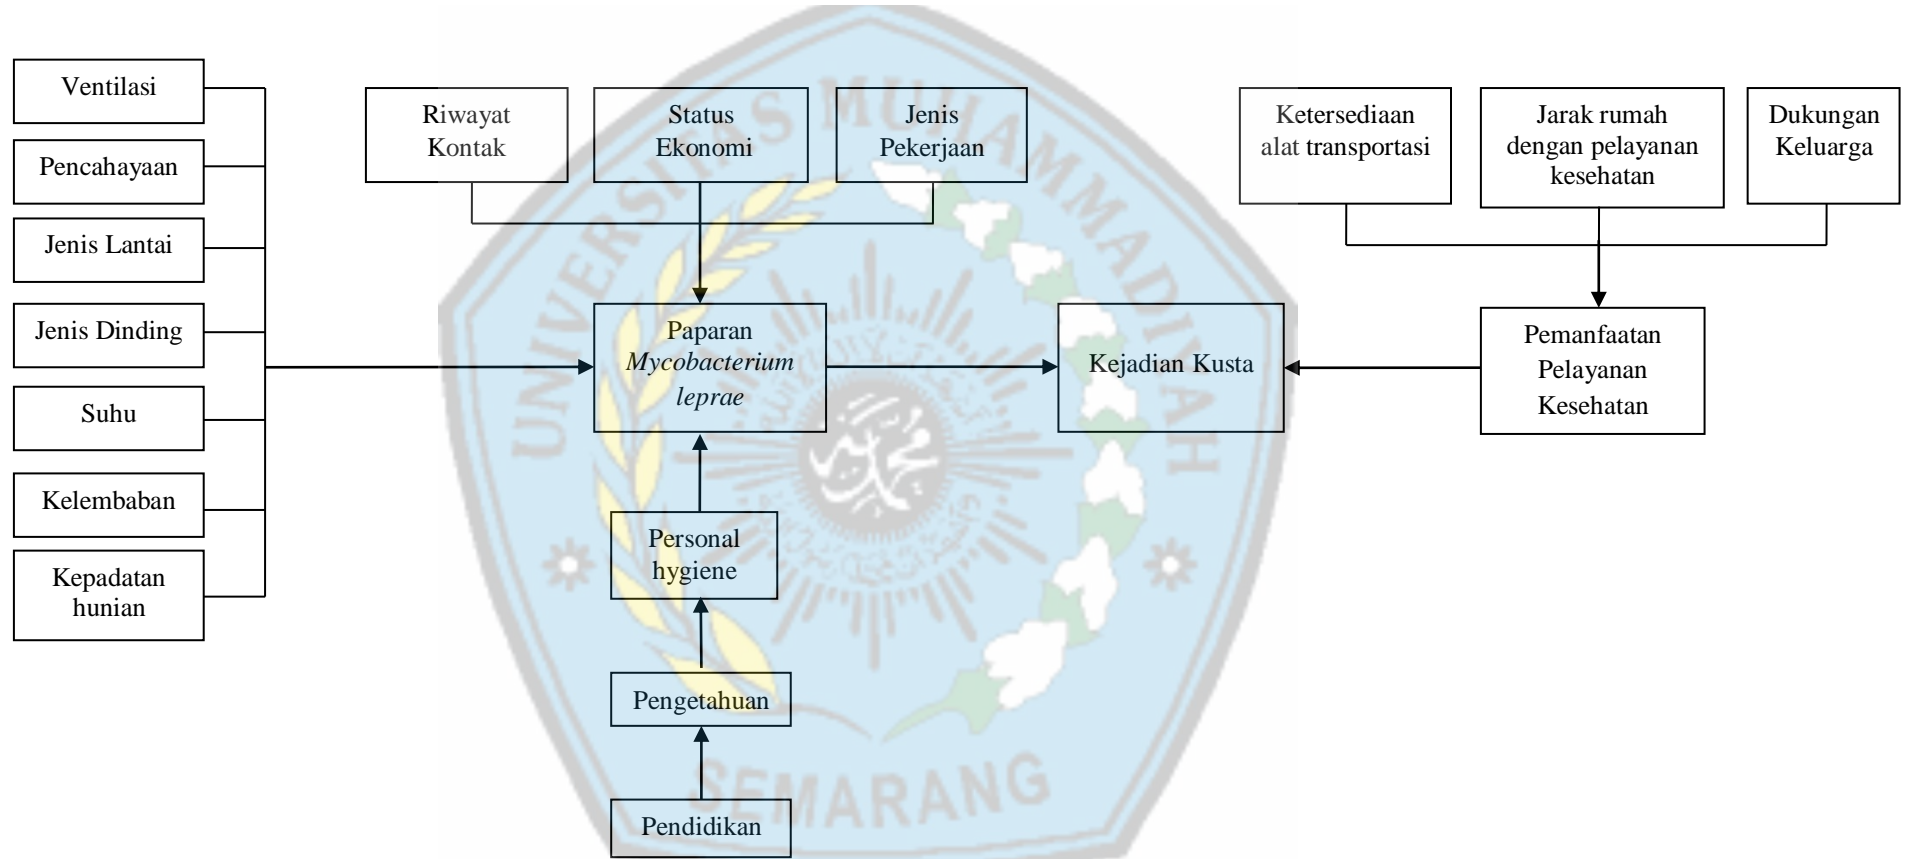 Ventilasi
Pencahayaan
Jenis Lantai
Jenis Dinding
Suhu
Kelembaban
Kepadatan
hunian
Riwayat
Kontak
Status
Ekonomi
Jenis
Pekerjaan
Paparan
Mycobacterium
leprae
Personal
hygiene
Pengetahuan
Pendidikan
Kejadian Kusta
Ketersediaan
alat transportasi
Jarak rumah
dengan pelayanan
kesehatan
Dukungan
Keluarga
Pemanfaatan
Pelayanan
Kesehatan
UNIVERSITAS MUHAMMADIYAH
SEMARANG